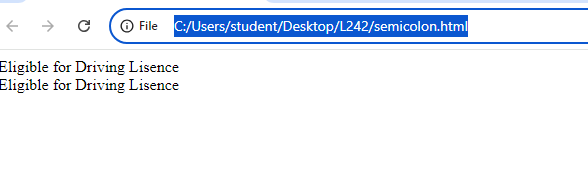 File C:/Users/student/Desktop/L242/semicolon.html
Eligible for Driving Lisence
Eligible for Driving Lisence